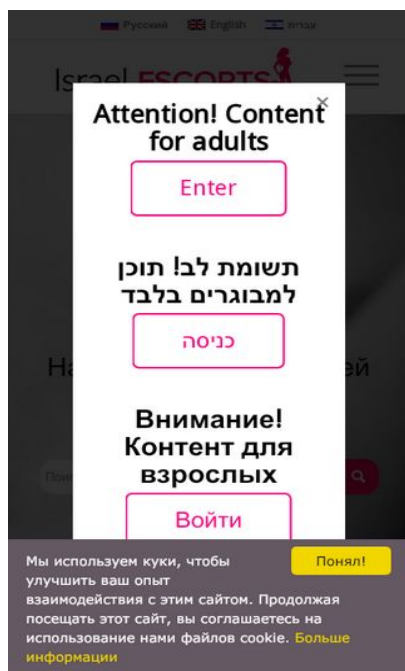 Русский English עברית
Israel ESCORTS
×
Attention! Content
for adults
Enter
תשומת לב! תוכן
למבוגרים בלבד
כניסה
Внимание!
Контент для
взрослых
Войти
Мы используем куки, чтобы
улучшить ваш опыт
взаимодействия с этим сайтом. Продолжая
посещать этот сайт, вы соглашаетесь на
использование нами файлов cookie. Больше
информации
Понял!